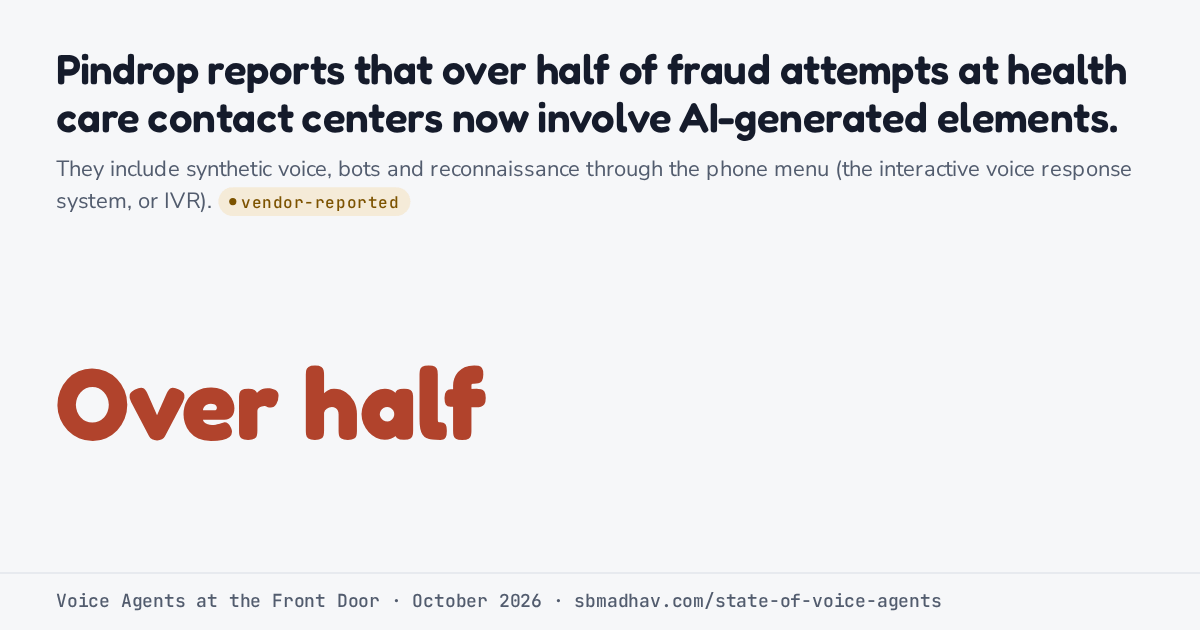 Pindrop reports that over half of fraud attempts at health
care contact centers now involve AI-generated elements.
They include synthetic voice, bots and reconnaissance through the phone menu (the interactive voice response
system, or IVR). • vendor-reported
Over half
Voice Agents at the Front Door · October 2026 · sbmadhav.com/state-of-voice-agents